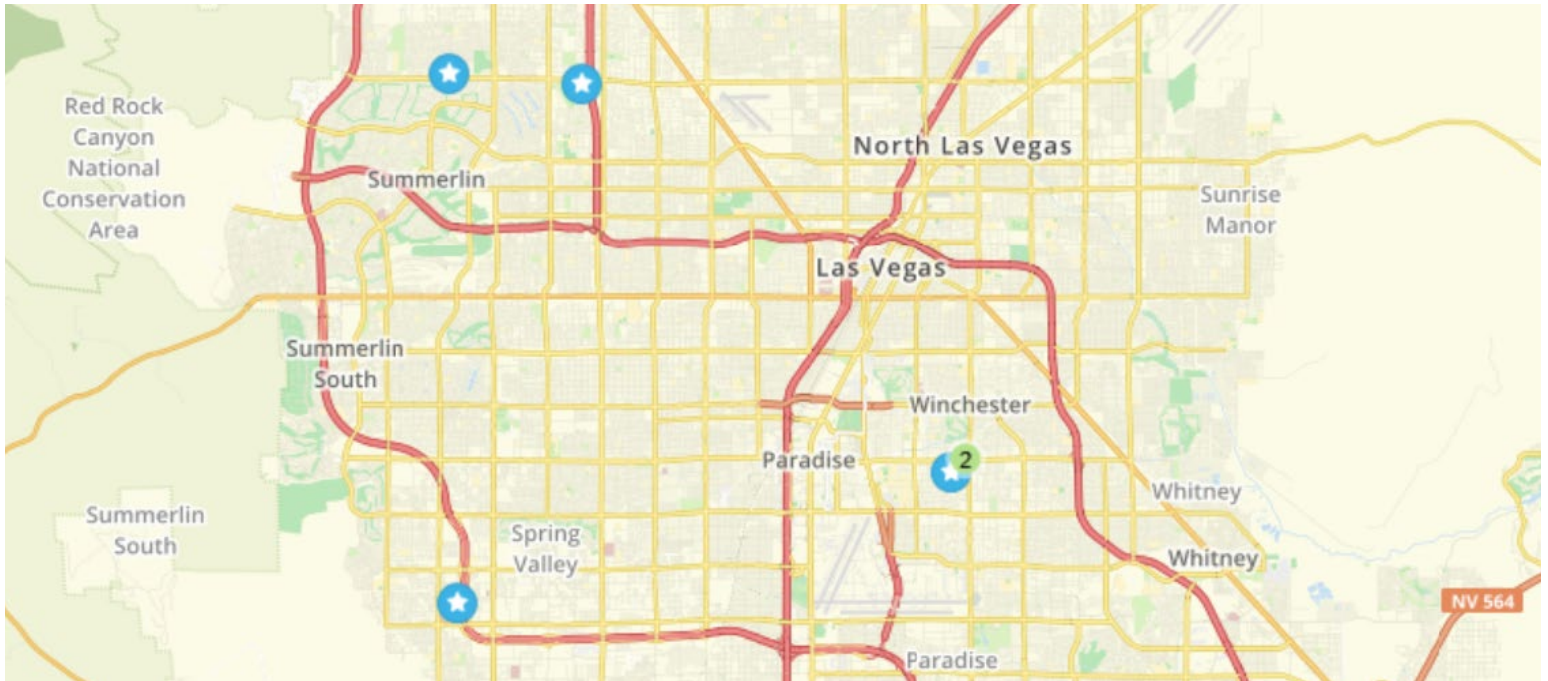 Red Rock
Canyon
National
Conservation
Area
North Las Vegas
Summerlin
Sunrise
Manor
Las Vegas
Summerlin
South
Winchester
Paradise
2
Whitney
Summerlin
South
Spring
Valley
Whitney
NV 564
Paradise